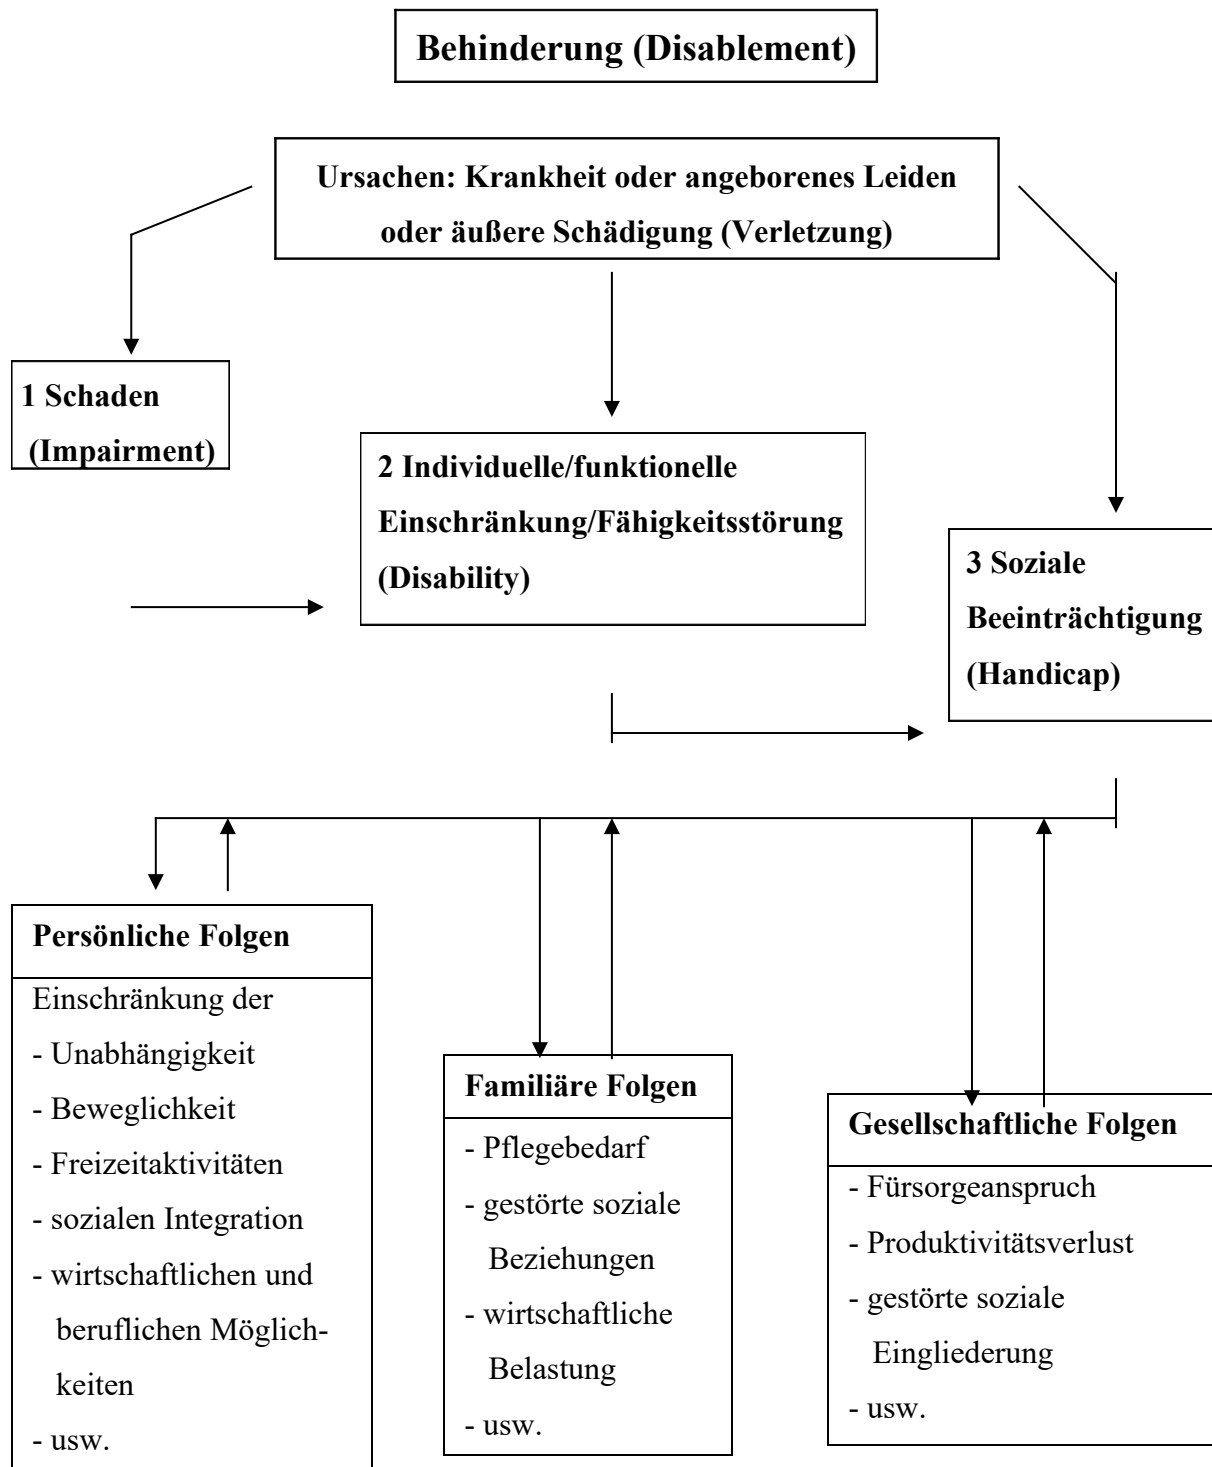 Behinderung (Disablement)
Ursachen: Krankheit oder angeborenes Leiden
oder äußere Schädigung (Verletzung)
1 Schaden
(Impairment)
2 Individuelle/funktionelle
Einschränkung/Fähigkeitsstörung
(Disability)
3 Soziale
Beeinträchtigung
(Handicap)
Persönliche Folgen
Einschränkung der
- Unabhängigkeit
- Beweglichkeit
- Freizeitaktivitäten
- sozialen Integration
- wirtschaftlichen und
beruflichen Möglich-
keiten
- usw.
Familiäre Folgen
- Pflegebedarf
- gestörte soziale
Beziehungen
- wirtschaftliche
Belastung
- usw.
Gesellschaftliche Folgen
- Fürsorgeanspruch
- Produktivitätsverlust
- gestörte soziale
Eingliederung
- usw.